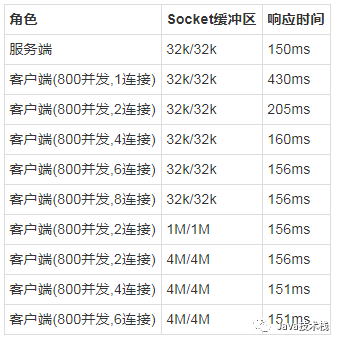 角色 Socket缓冲区 响应时间
服务端 32k/32k 150ms
客户端(800并发,1连接) 32k/32k 430ms
客户端(800并发,2连接) 32k/32k 205ms
客户端(800并发,4连接) 32k/32k 160ms
客户端(800并发,6连接) 32k/32k 156ms
客户端(800并发,8连接) 32k/32k 156ms
客户端(800并发,2连接) 1M/1M 156ms
客户端(800并发,2连接) 4M/4M 156ms
客户端(800并发,4连接) 4M/4M 151ms
客户端(800并发,6连接) 4M/4M 151ms
Java技术栈